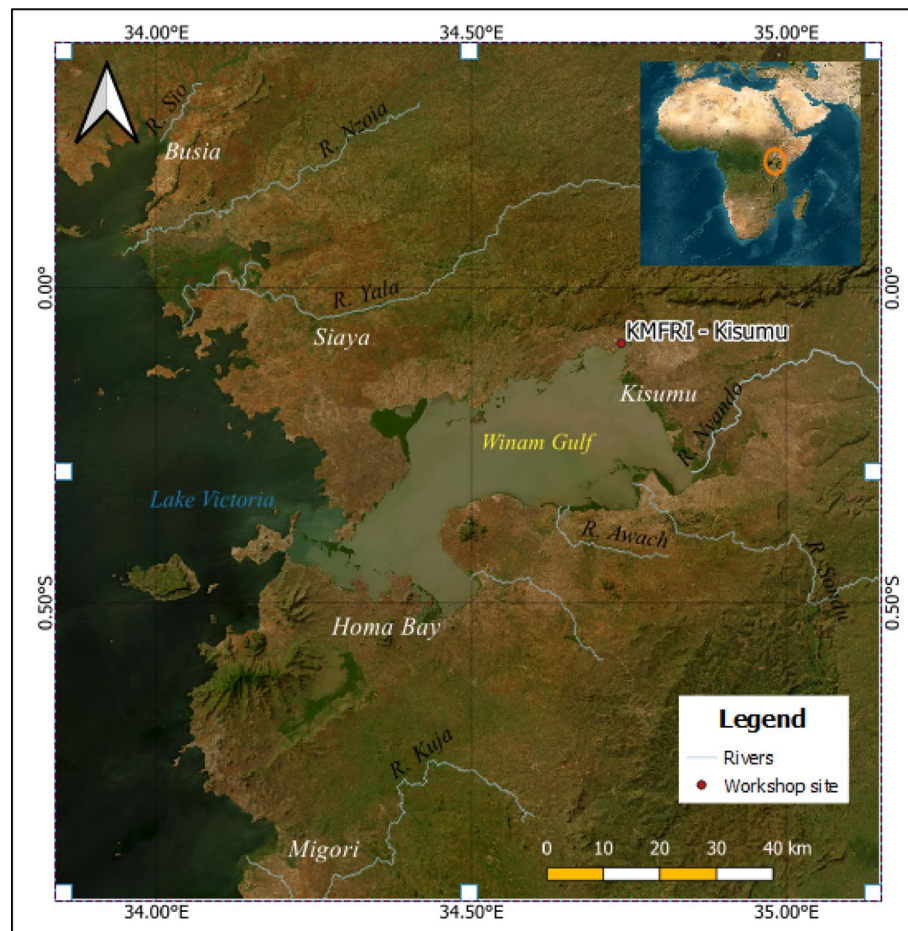 34.00°E
34.50°E
35.00°E
R. Sio
Busia
R. Nzoia
0.00°
0.00°
R. Yala
Siaya
KMFRI - Kisumu
Kisumu
R. Nyando
Winam Gulf
Lake Victoria
R. Awach
R. Sondu
0.50°S
0.50°S
Homa Bay
Legend
Rivers
Workshop site
R. Kuja
Migori
0 10 20 30 40 km
34.00°E
34.50°E
35.00°E